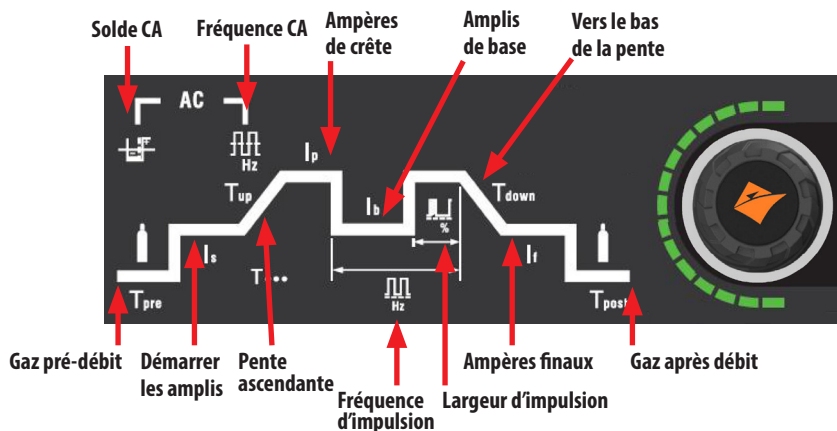 Solde CA
Fréquence CA
Ampères
de crête
Amplis
de base
Vers le bas
de la pente
AC
Hz
Ip
Tup
Ib
Tdown
%
Is
T•••
If
Hz
Tpre
Tpost
Gaz pré-débit
Démarrer
les amplis
Pente
ascendante
Fréquence
d’impulsion
Largeur d’impulsion
Ampères finaux
Gaz après débit